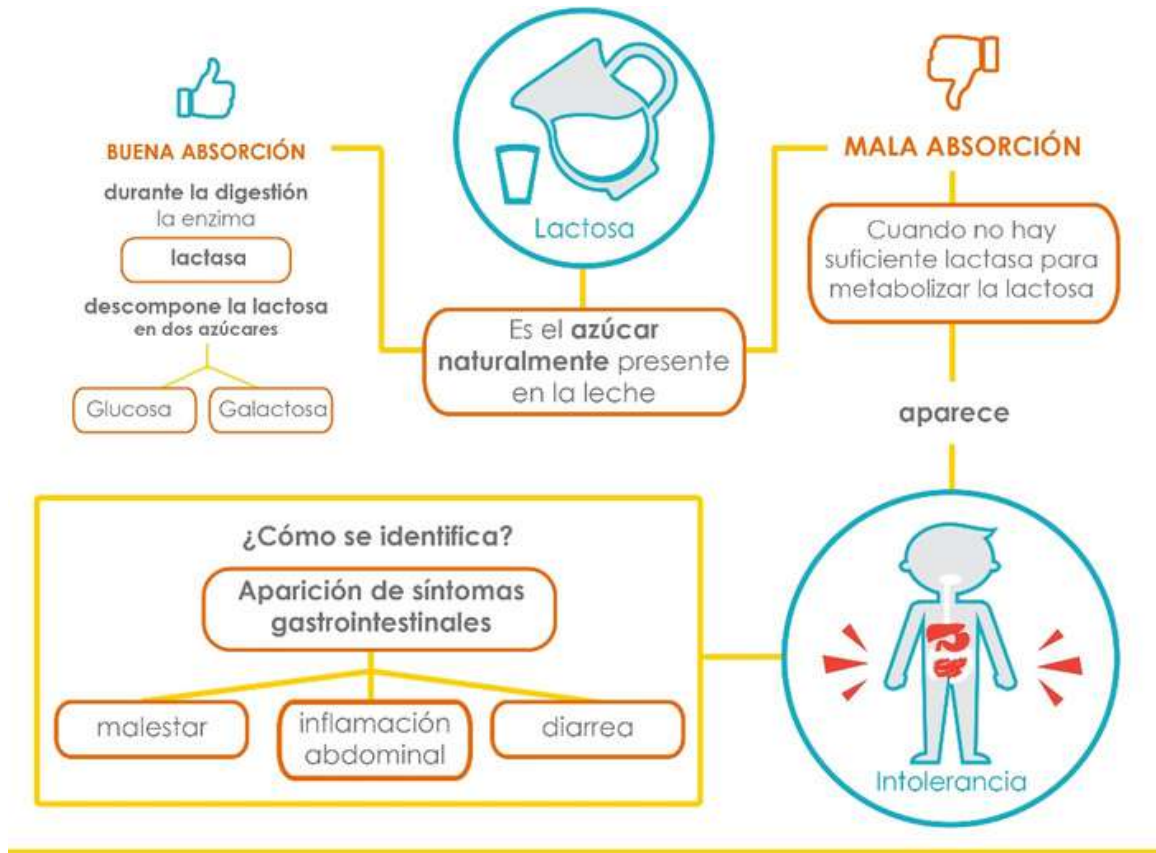 BUENA ABSORCIÓN
durante la digestión
la enzima
lactasa
descompone la lactosa
en dos azúcares
Glucosa
Galactosa
Lactosa
Es el azúcar
naturalmente presente
en la leche
MALA ABSORCIÓN
Cuando no hay
suficiente lactasa para
metabolizar la lactosa
aparece
Intolerancia
¿Cómo se identifica?
Aparición de síntomas
gastrointestinales
malestar
inflamación
abdominal
diarrea